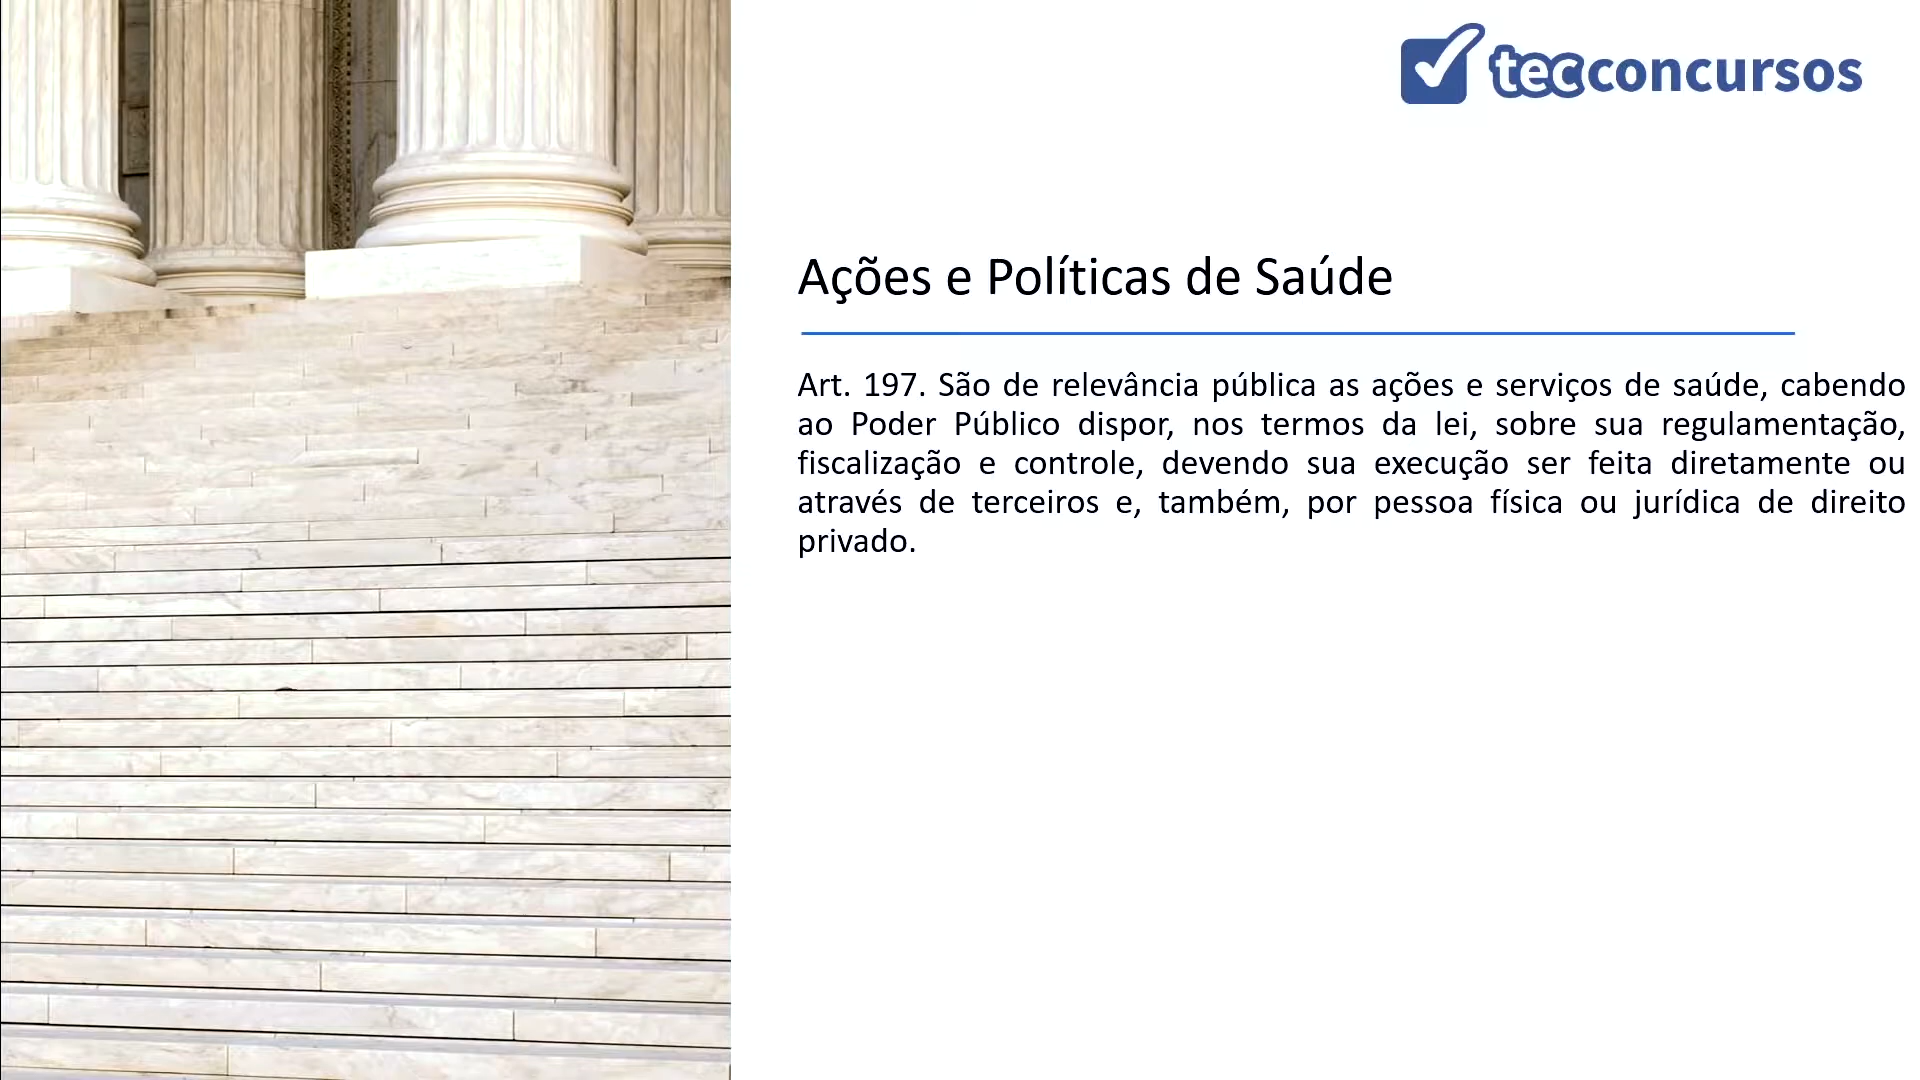 tecconcursos
Ações e Políticas de Saúde
Art. 197. São de relevância pública as ações e serviços de saúde, cabendo
ao Poder Público dispor, nos termos da lei, sobre sua regulamentação,
fiscalização e controle, devendo sua execução ser feita diretamente ou
através de terceiros e, também, por pessoa física ou jurídica de direito
privado.